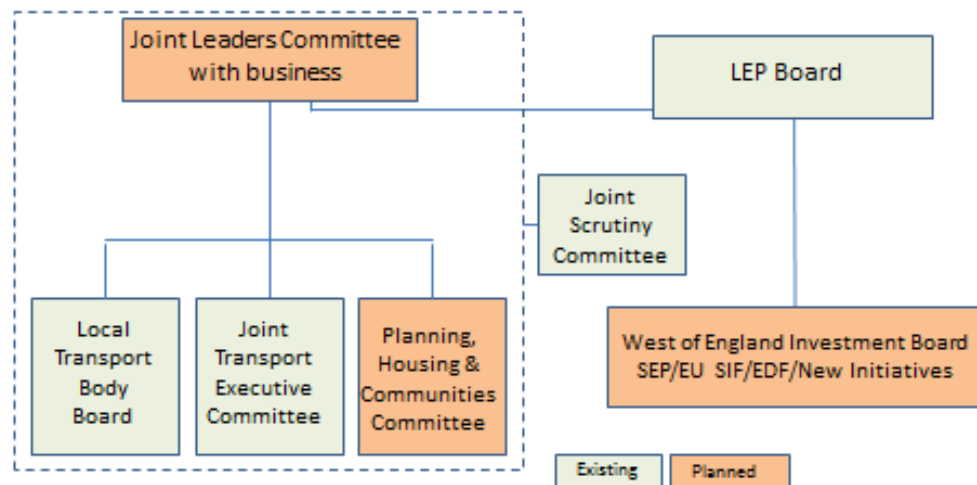 Joint Leaders Committee
with business
LEP Board
Joint
Scrutiny
Committee
Local
Transport
Body
Board
Joint
Transport
Executive
Committee
Planning,
Housing &
Communities
Committee
West of England Investment Board
SEP/EU SIF/EDF/New Initiatives
Existing
Planned